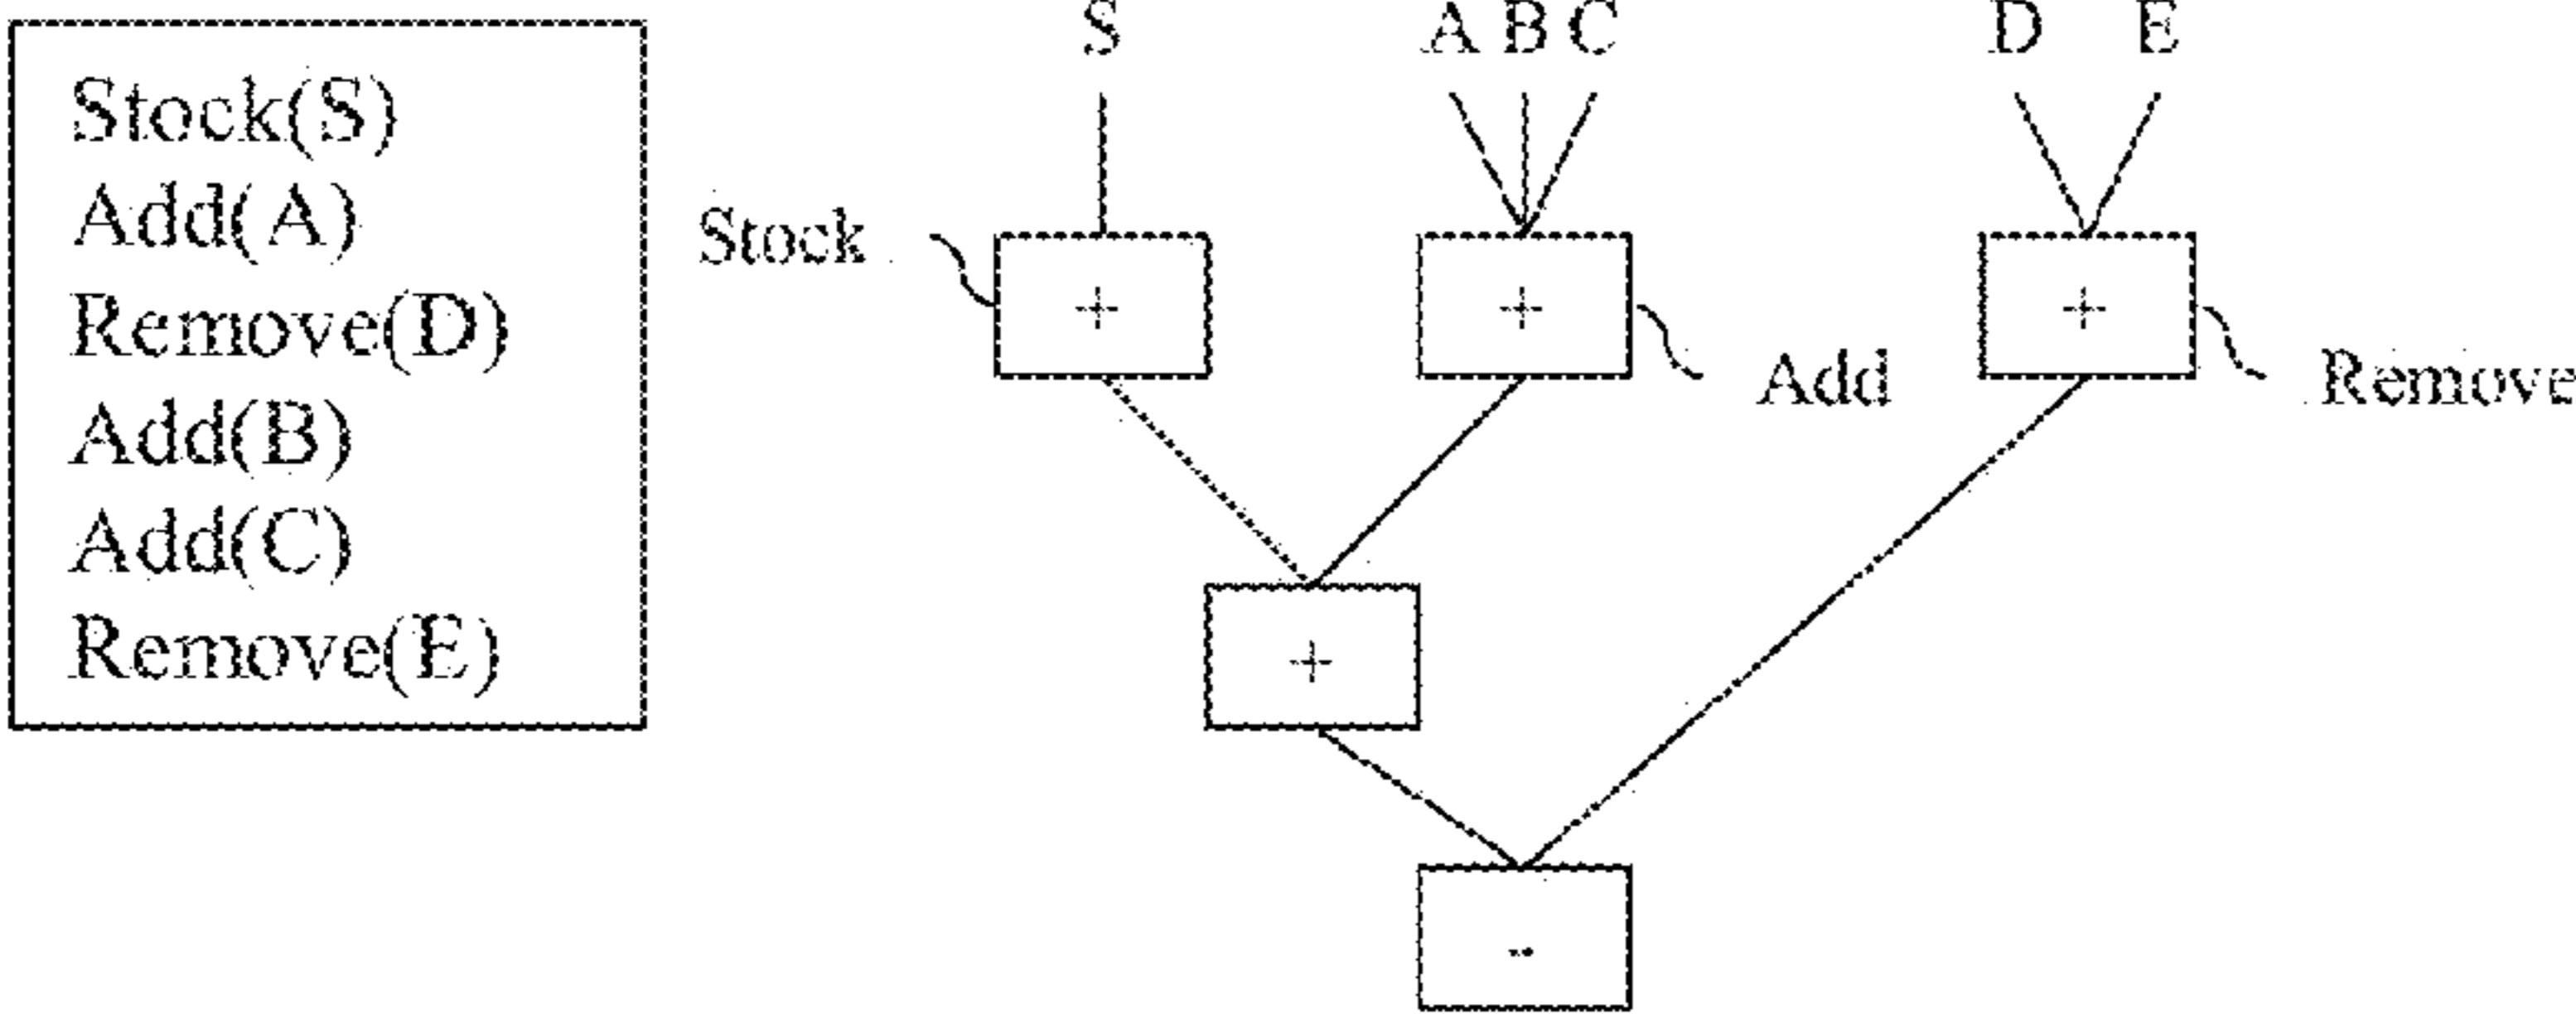 Stock(S)
Add(A)
Remove(D)
Add(B)
Add(C)
Remove(E)
S
A B C
D E
Stock
+
+
+
Add
Remove
+
-